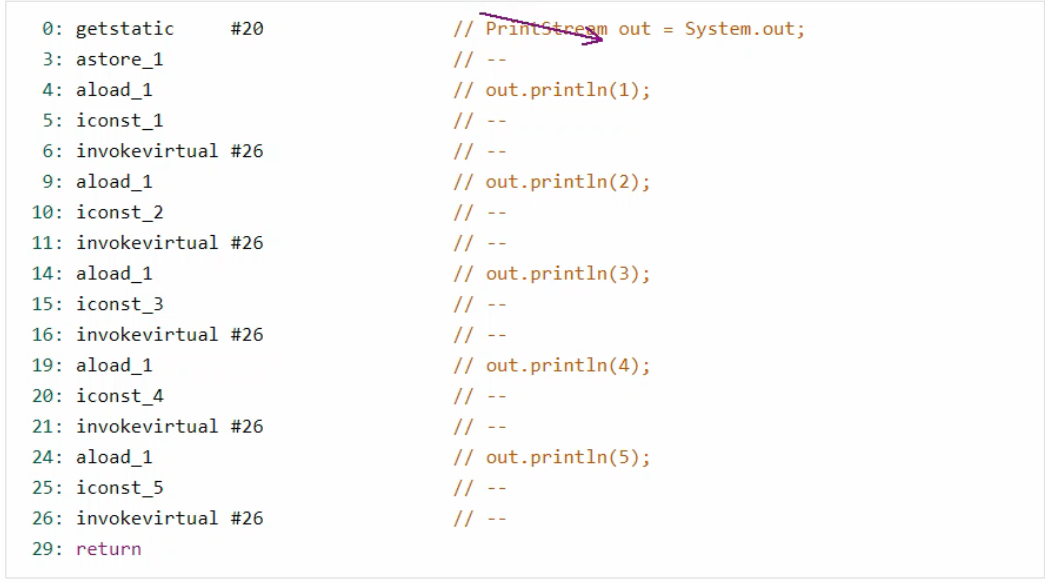 0: getstatic #20 // PrintStream out = System.out;
3: astore_1 // --
4: aload_1 // out.println(1);
5: iconst_1 // --
6: invokevirtual #26 // --
9: aload_1 // out.println(2);
10: iconst_2 // --
11: invokevirtual #26 // --
14: aload_1 // out.println(3);
15: iconst_3 // --
16: invokevirtual #26 // --
19: aload_1 // out.println(4);
20: iconst_4 // --
21: invokevirtual #26 // --
24: aload_1 // out.println(5);
25: iconst_5 // --
26: invokevirtual #26 // --
29: return